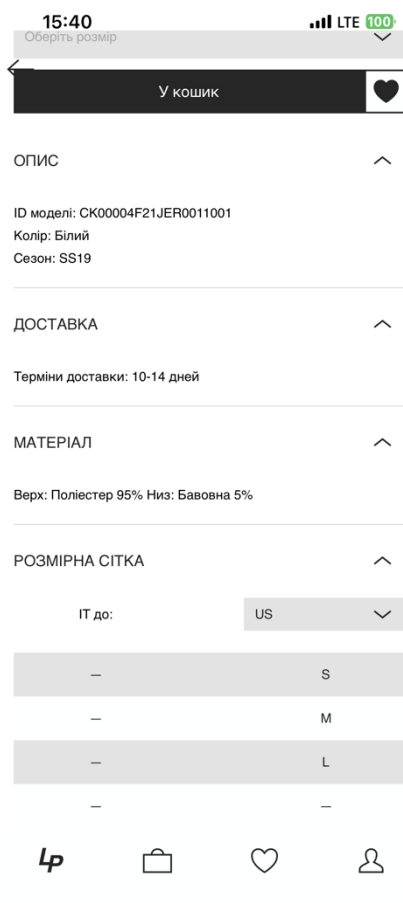 15:40 LTE 100
Оберіть розмір
У кошик
ОПИС
ID моделі: CK00004F21JER0011001
Колір: Білий
Сезон: SS19
ДОСТАВКА
Терміни доставки: 10-14 дней
МАТЕРІАЛ
Верх: Поліестер 95% Низ: Бавовна 5%
РОЗМІРНА СІТКА
IT до: US
— S
— M
— L
— —
LP